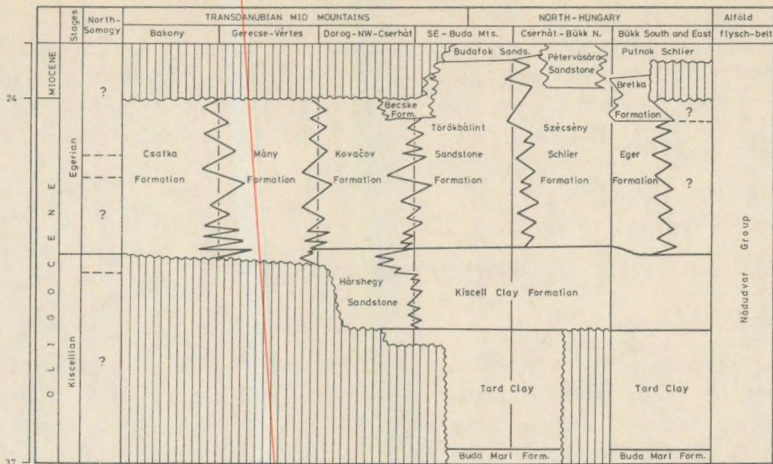 Stages
North-Somogy
TRANSDANUBIAN MID MOUNTAINS
NORTH-HUNGARY
Alföld
Bakony
Gerecse-Vértes
Dorog-NW-Cserhát
SE-Buda Mts.
Cserhát-Bükk N.
Bükk South and East
flysch-belt
MIOCENE
24
Egerian
OLIGOCENE
Kiscellian
37
?
?
?
Budafok Sands.
Pétervására
Sandstone
Putnok Schlier
Bretka
Formation
?
Becske
Form.
Csatka
Formation
Mány
Formation
Kovačov
Formation
Törökbálint
Sandstone
Formation
Szécsény
Schlier
Formation
Eger
Formation
?
Hárshegy
Sandstone
Kiscell Clay Formation
Tard Clay
Tard Clay
Buda Marl Form.
Buda Marl Form.
Nádudvar Group